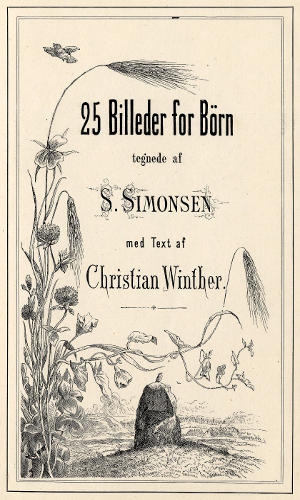 25 Billeder for Börn
tegnede af
S. SIMONSEN
med Text af
Christian Winther.